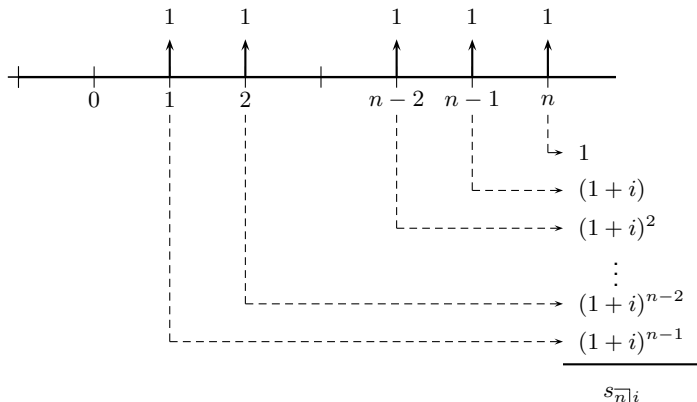 1 1 1 1 1
0 1 2 n − 2 n − 1 n
1
(1 + i)
(1 + i)^2
⋮
(1 + i)^{n−2}
(1 + i)^{n−1}
s_{\overline{n}|i}